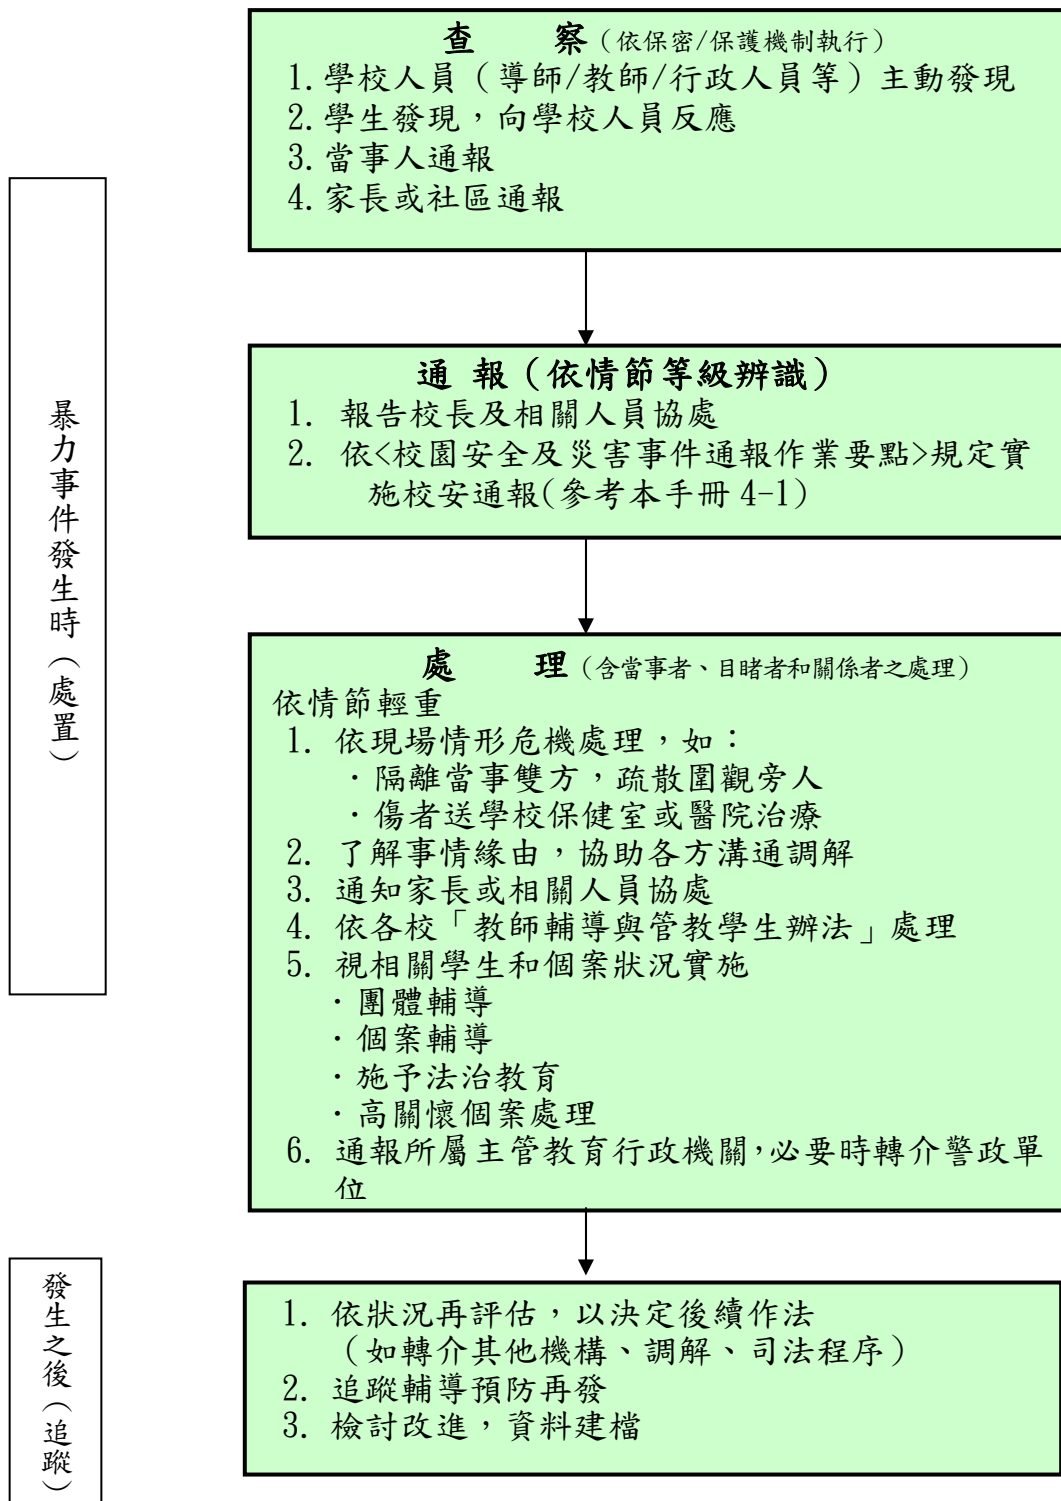 查 察（依保密/保護機制執行）
1.學校人員（導師/教師/行政人員等）主動發現
2.學生發現，向學校人員反應
3.當事人通報
4.家長或社區通報
暴力事件發生時（處置）
通 報（依情節等級辨識）
1. 報告校長及相關人員協處
2. 依<校園安全及災害事件通報作業要點>規定實
施校安通報(參考本手冊 4-1)
處 理（含當事者、目睹者和關係者之處理）
依情節輕重
1. 依現場情形危機處理，如：
．隔離當事雙方，疏散圍觀旁人
．傷者送學校保健室或醫院治療
2. 了解事情緣由，協助各方溝通調解
3. 通知家長或相關人員協處
4. 依各校「教師輔導與管教學生辦法」處理
5. 視相關學生和個案狀況實施
．團體輔導
．個案輔導
．施予法治教育
．高關懷個案處理
6. 通報所屬主管教育行政機關，必要時轉介警政單
位
發生之後（追蹤）
1. 依狀況再評估，以決定後續作法
（如轉介其他機構、調解、司法程序）
2. 追蹤輔導預防再發
3. 檢討改進，資料建檔